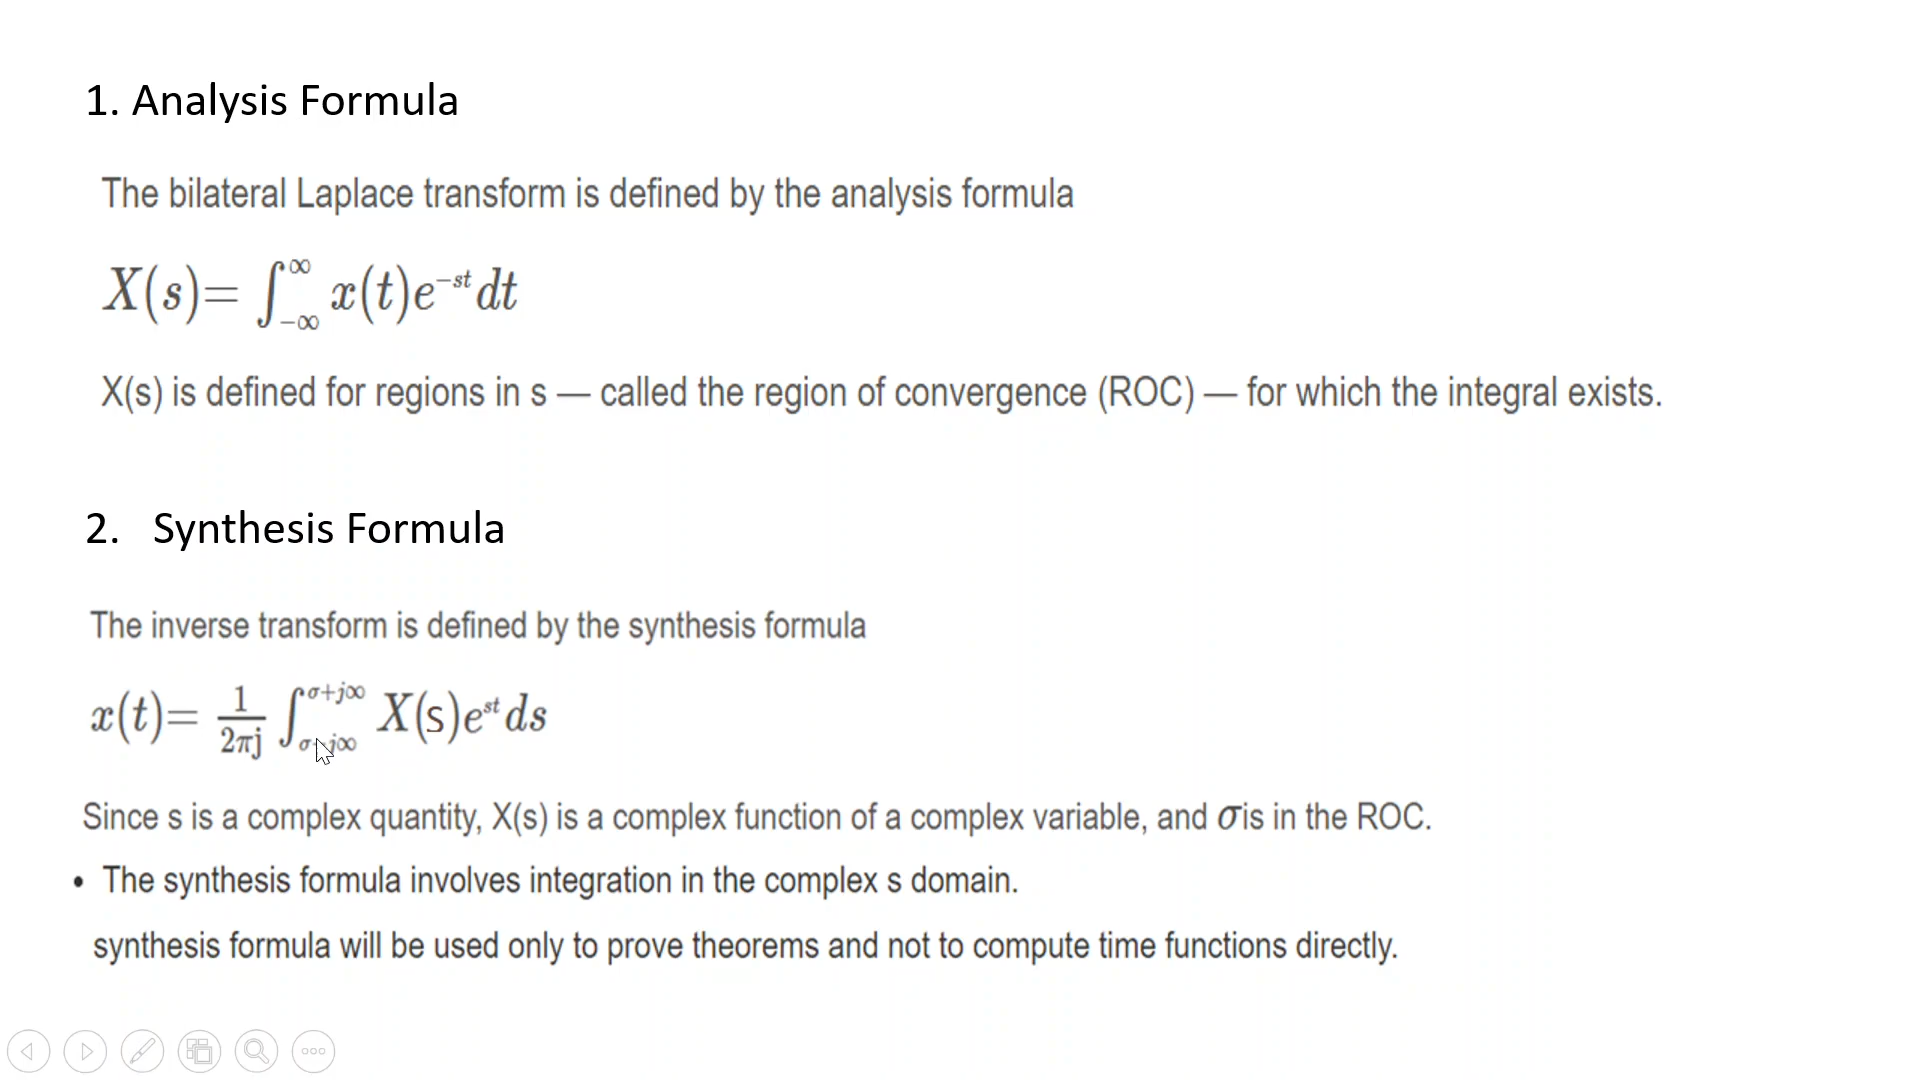 1. Analysis Formula
The bilateral Laplace transform is defined by the analysis formula
X(s)= ∫_{-∞}^{∞} x(t)e^{-st} dt
X(s) is defined for regions in s — called the region of convergence (ROC) — for which the integral exists.
2. Synthesis Formula
The inverse transform is defined by the synthesis formula
x(t)= \frac{1}{2πj} ∫_{σ-j∞}^{σ+j∞} X(s)e^{st} ds
Since s is a complex quantity, X(s) is a complex function of a complex variable, and σ is in the ROC.
• The synthesis formula involves integration in the complex s domain.
synthesis formula will be used only to prove theorems and not to compute time functions directly.